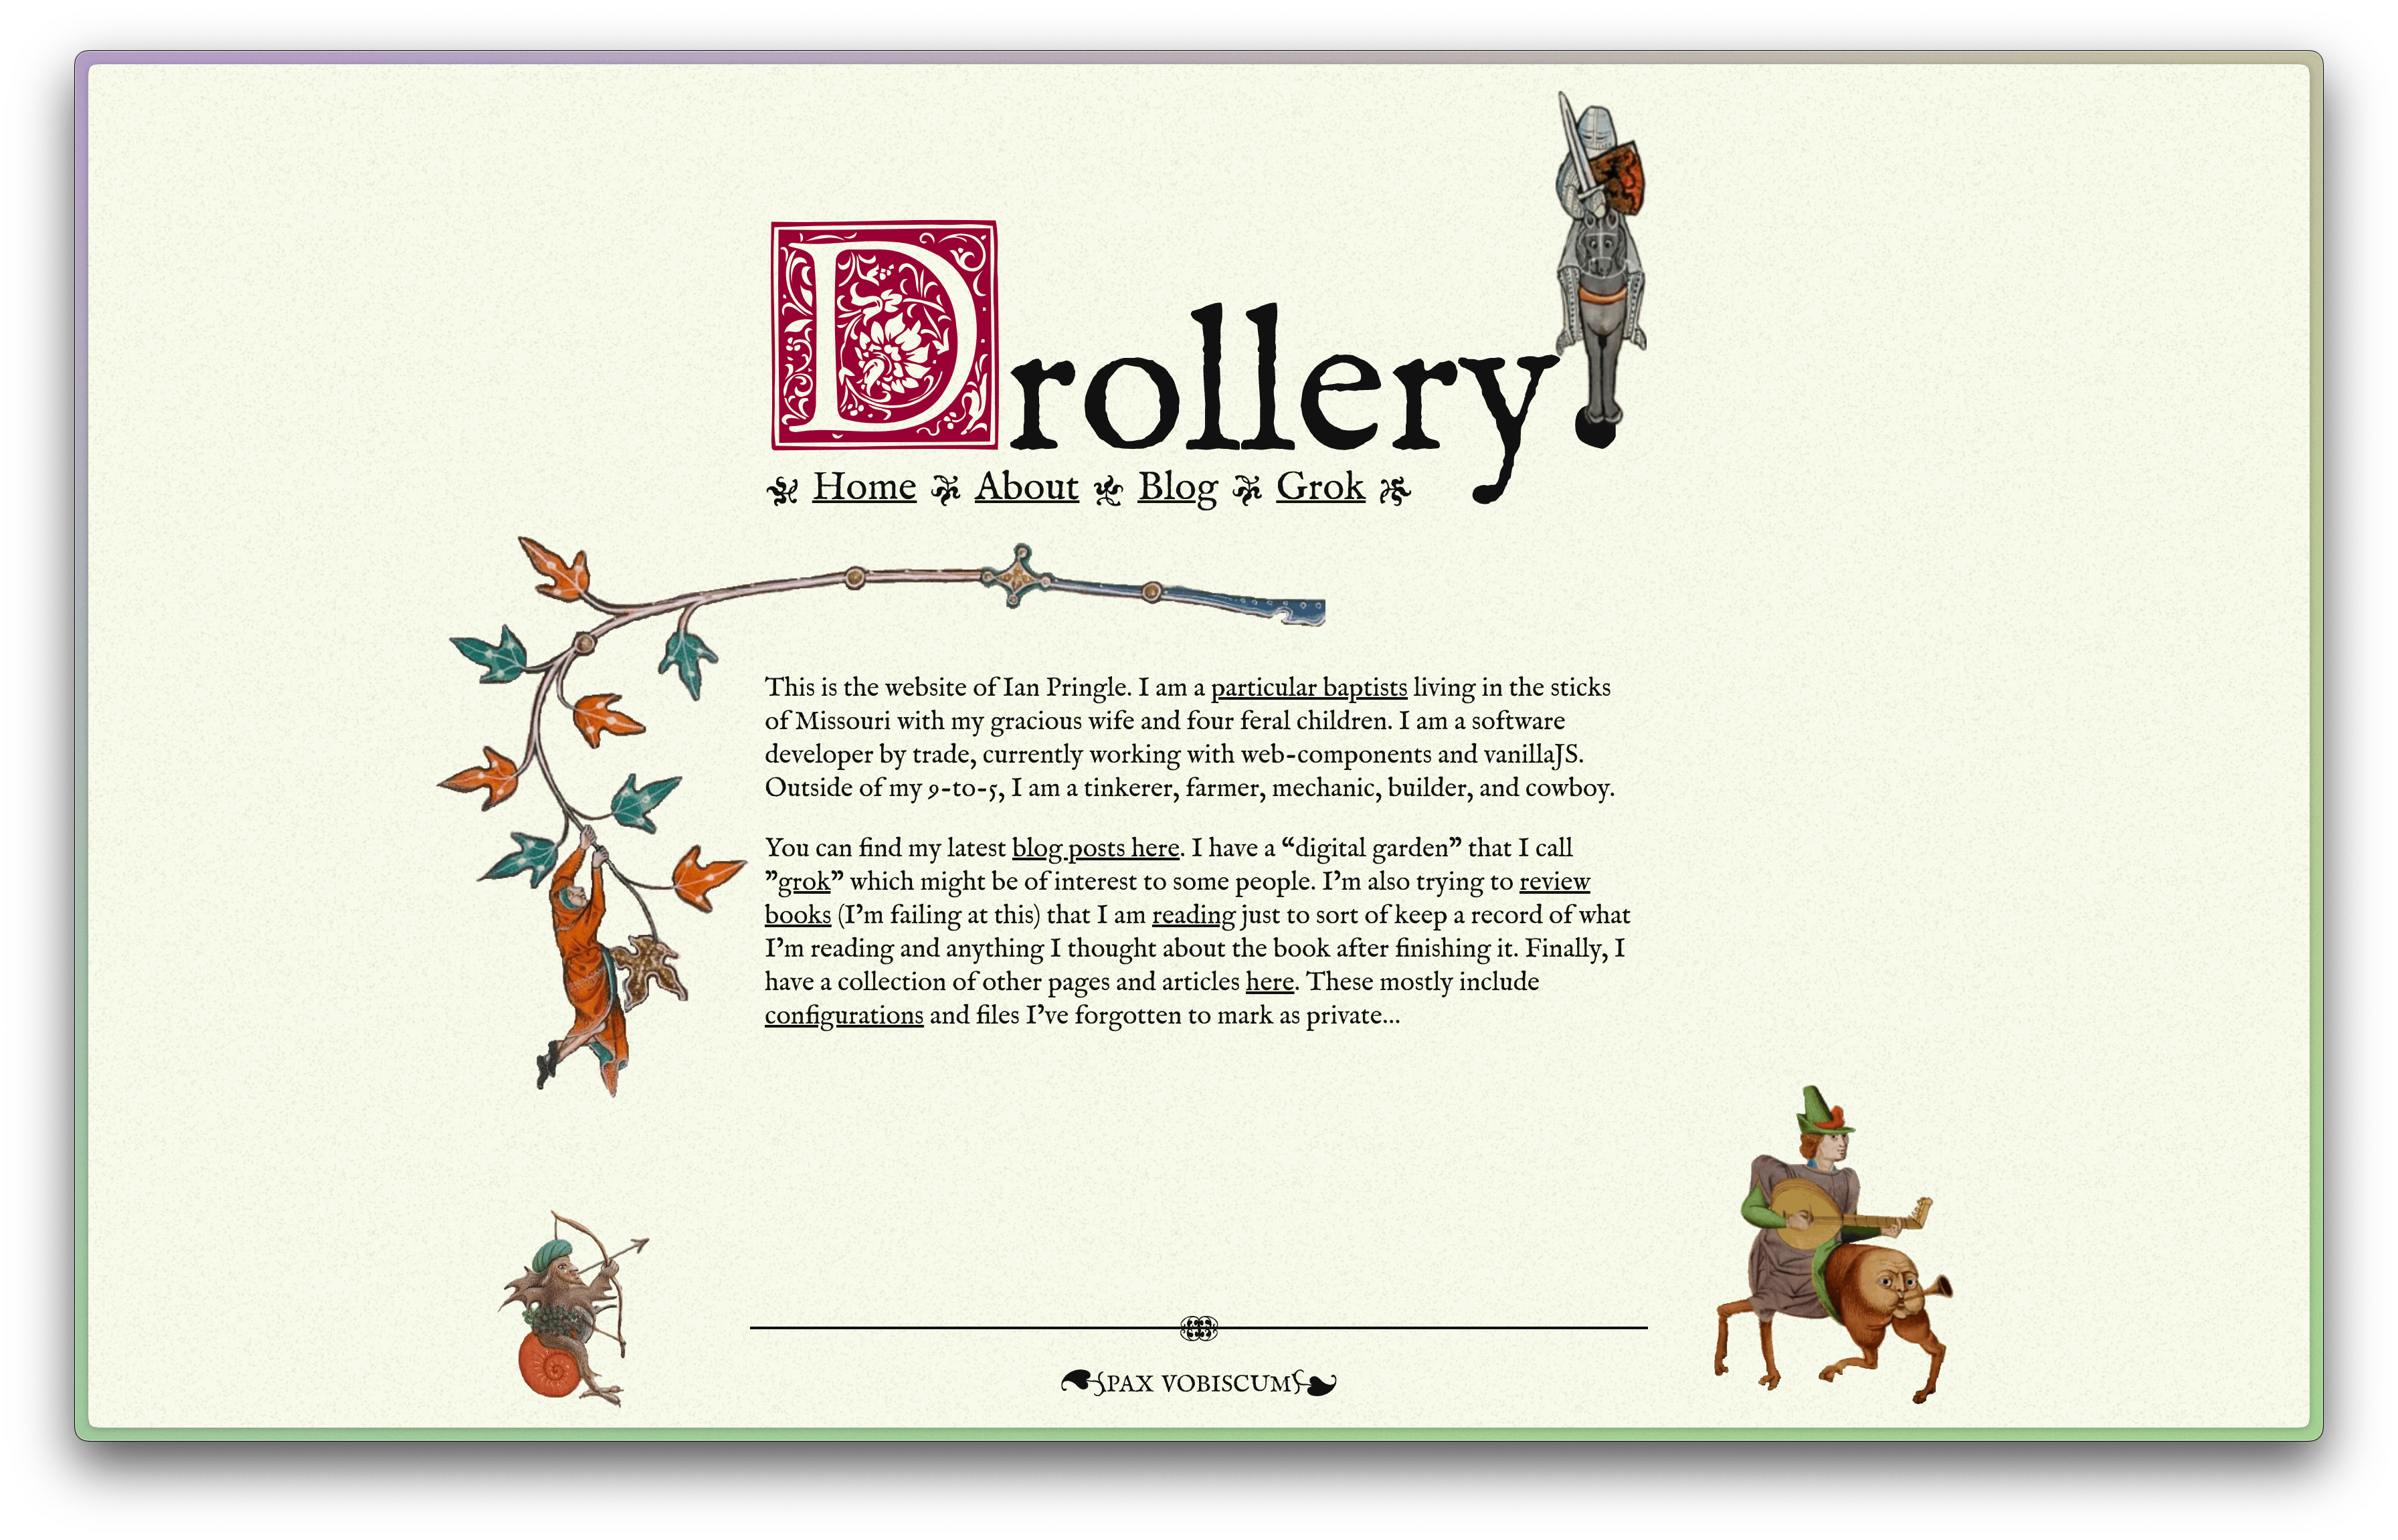 Drollery.
Home About Blog Grok
This is the website of Ian Pringle. I am a particular baptists living in the sticks
of Missouri with my gracious wife and four feral children. I am a software
developer by trade, currently working with web-components and vanillaJS.
Outside of my 9-to-5, I am a tinkerer, farmer, mechanic, builder, and cowboy.
You can find my latest blog posts here. I have a “digital garden” that I call
”grok” which might be of interest to some people. I’m also trying to review
books (I’m failing at this) that I am reading just to sort of keep a record of what
I’m reading and anything I thought about the book after finishing it. Finally, I
have a collection of other pages and articles here. These mostly include
configurations and files I’ve forgotten to mark as private...
PAX VOBISCUM